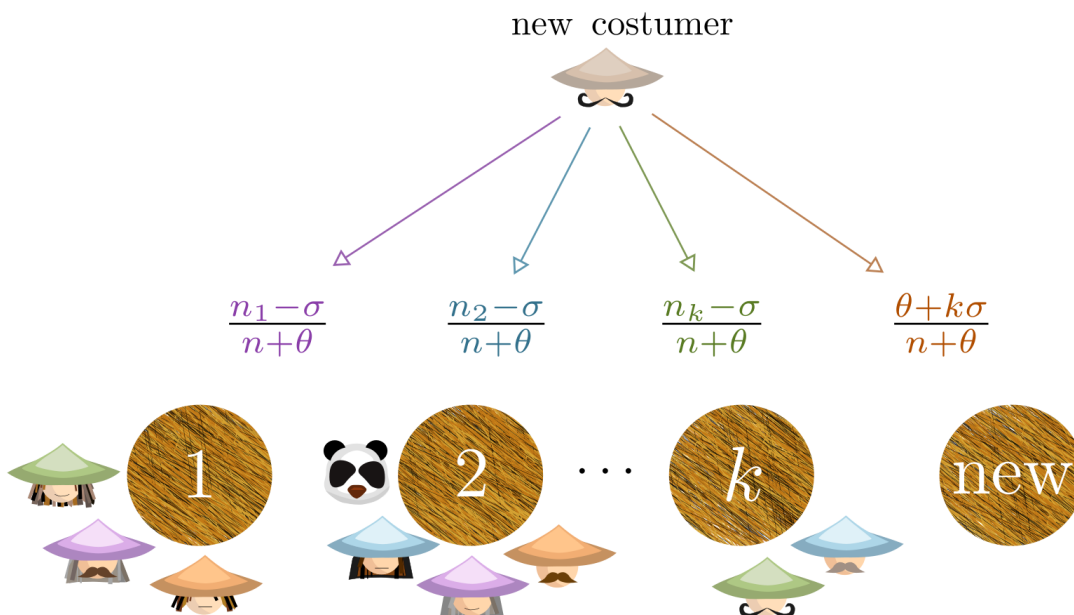 new costumer
n₁−σ n₂−σ nₖ−σ θ+kσ
n+θ n+θ n+θ n+θ
1 2 ... k new